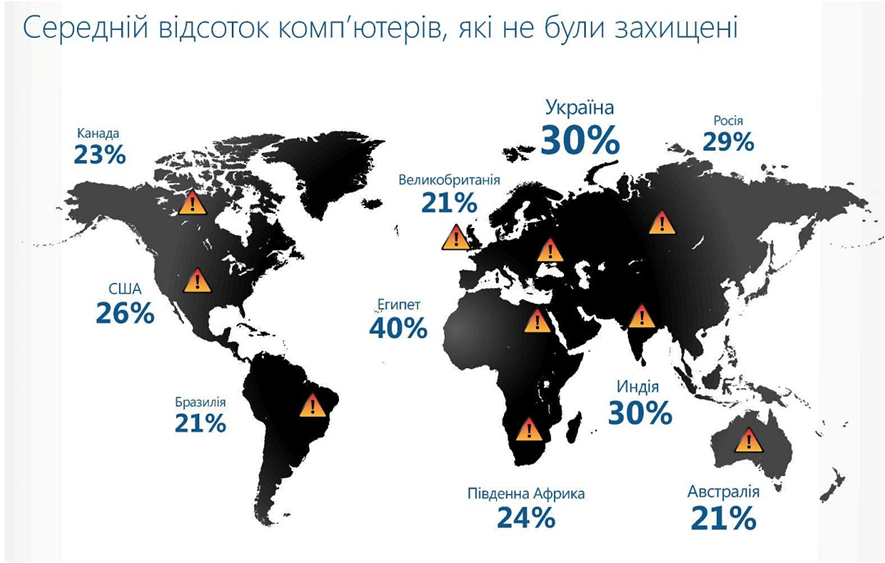 Середній відсоток комп’ютерів, які не були захищені
Україна
30%
Росія
29%
Канада
23%
Великобританія
21%
США
26%
Египет
40%
Бразилія
21%
Индія
30%
Південна Африка
24%
Австралія
21%